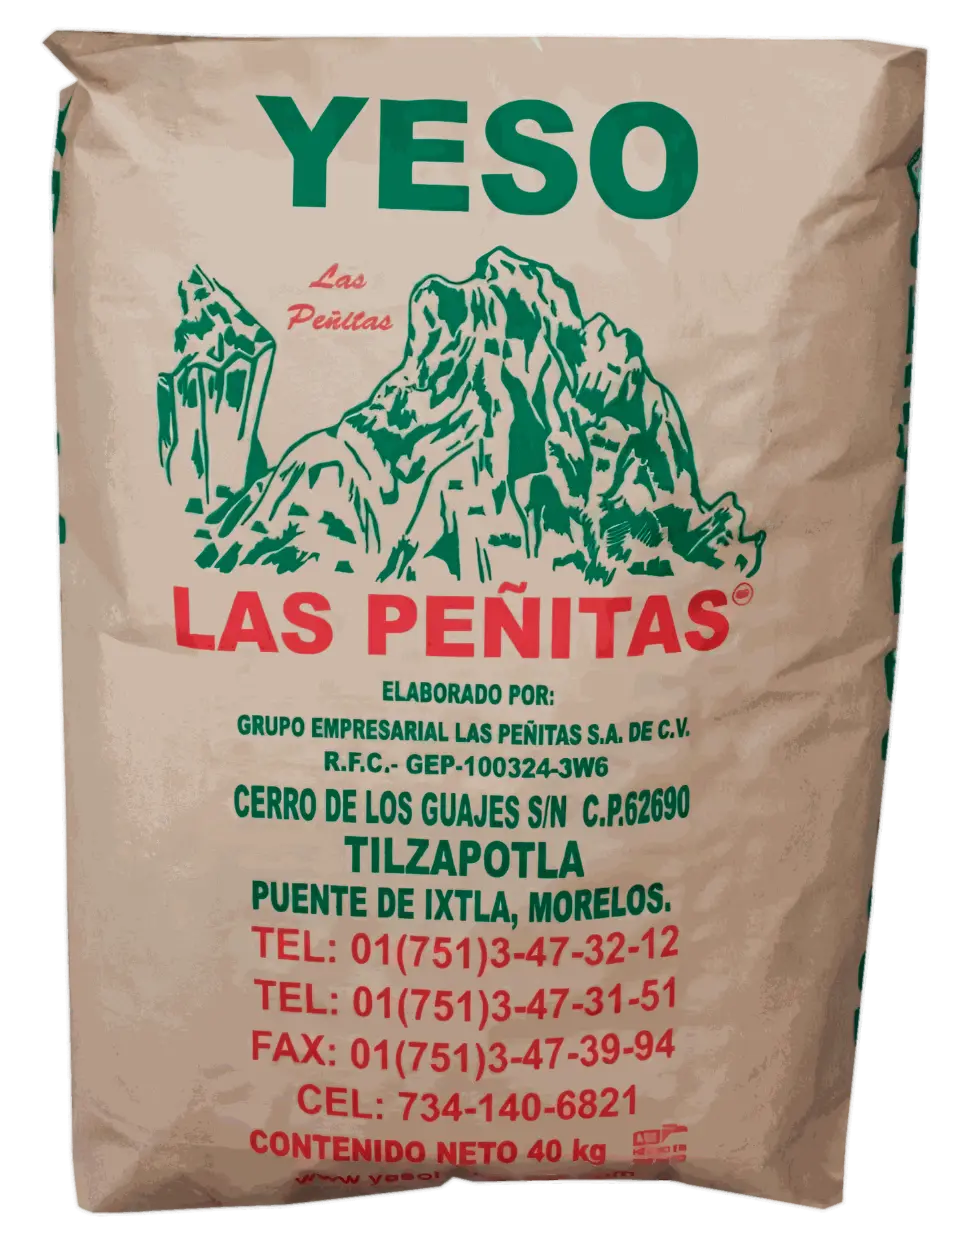 YESO
Las
Peñitas
LAS PEÑITAS
ELABORADO POR:
GRUPO EMPRESARIAL LAS PEÑITAS S.A. DE C.V.
R.F.C.- GEP-100324-3W6
CERRO DE LOS GUAJES S/N C.P.62690
TILZAPOTLA
PUENTE DE IXTLA, MORELOS.
TEL: 01(751)3-47-32-12
TEL: 01(751)3-47-31-51
FAX: 01(751)3-47-39-94
CEL: 734-140-6821
CONTENIDO NETO 40 kg